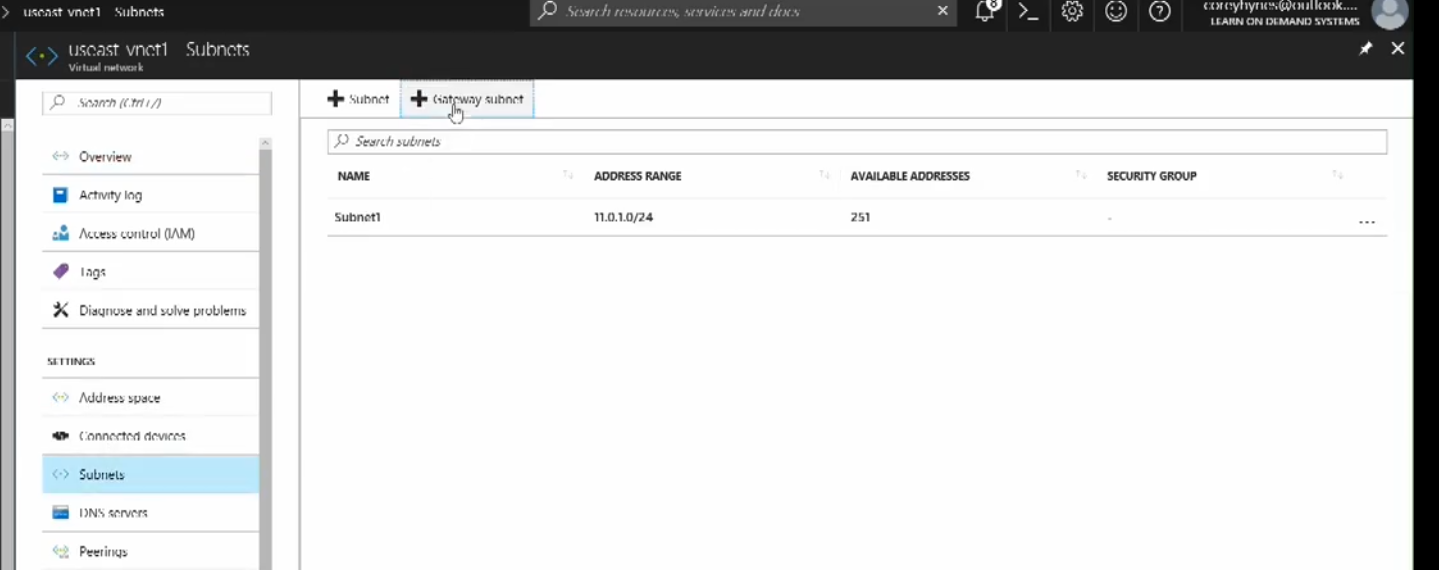 useast vnet1 Subnets
Search resources, services and docs
8
coreyhynes@outlook....
LEARN ON DEMAND SYSTEMS
useast vnet1 Subnets
Virtual network
Search (Ctrl+/)
Subnet
Gateway subnet
Search subnets
NAME ADDRESS RANGE AVAILABLE ADDRESSES SECURITY GROUP
Subnet1 11.0.1.0/24 251 - ...
Overview
Activity log
Access control (IAM)
Tags
Diagnose and solve problems
SETTINGS
Address space
Connected devices
Subnets
DNS servers
Peerings